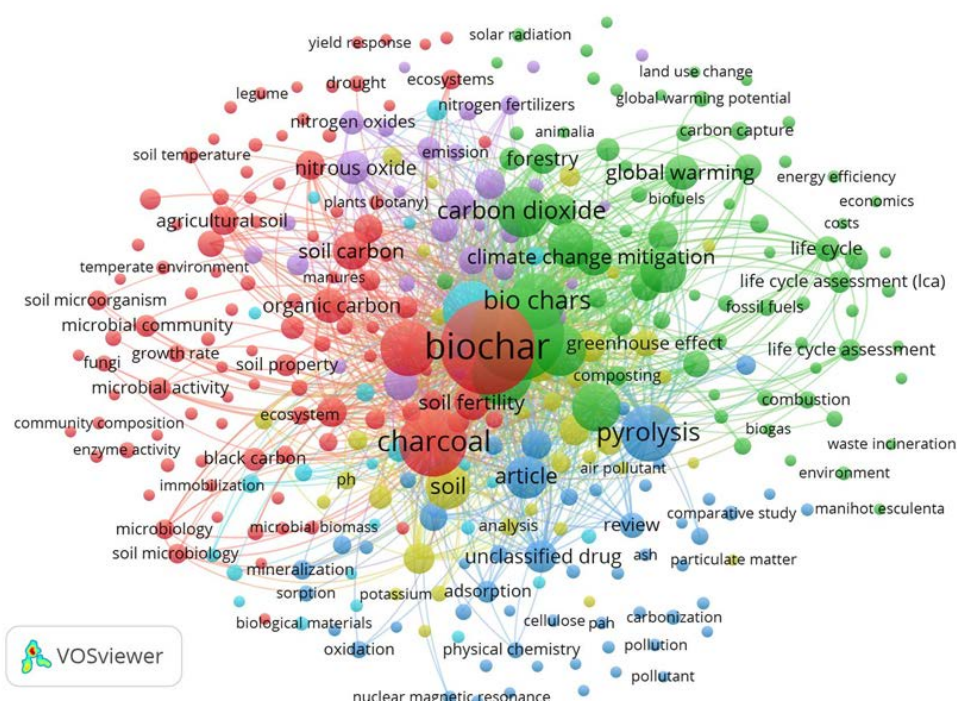 solar radiation
yield response
land use change
drought
ecosystems
legume
global warming potential
nitrogen fertilizers
nitrogen oxides
animalia
carbon capture
soil temperature
emission
forestry
nitrous oxide
global warming
energy efficiency
biofuels
plants (botany)
economics
carbon dioxide
agricultural soil
costs
soil carbon
life cycle
climate change mitigation
temperate environment
manures
life cycle assessment (lca)
soil microorganism
bio chars
organic carbon
fossil fuels
microbial community
biochar
greenhouse effect
life cycle assessment
growth rate
fungi
soil property
composting
microbial activity
soil fertility
combustion
ecosystem
community composition
biogas
pyrolysis
charcoal
waste incineration
enzyme activity
black carbon
air pollutant
environment
article
ph
immobilization
soil
manihot esculenta
comparative study
microbiology
microbial biomass
analysis
review
soil microbiology
unclassified drug
ash
particulate matter
mineralization
sorption
potassium
adsorption
biological materials
cellulose
pah
carbonization
oxidation
physical chemistry
pollution
VOSviewer
pollutant
nuclear magnetic resonance